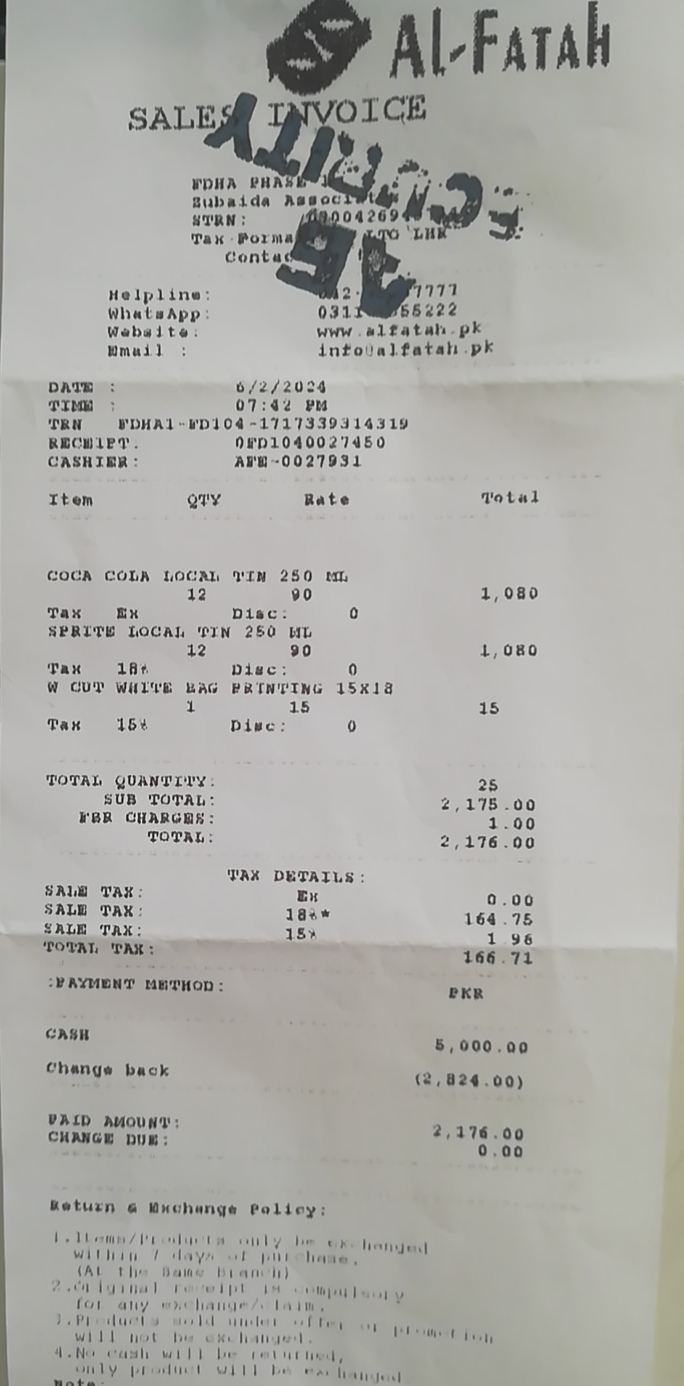 Al-Fatah
SALES INVOICE
SECURITY
FDHA PHASE
Zubaida Associates
STRN:
Tax Forma LTO LHR
Contac
Helpline: 7777
WhatsApp: 0311 55222
Website: www.alfatah.pk
Email : info@alfatah.pk
DATE : 6/2/2024
TIME : 07:42 PM
TRN FDHA1-FD104-1717339314319
RECEIPT. 0FD1040027450
CASHIER: AFE-0027931
Item QTY Rate Total
COCA COLA LOCAL TIN 250 ML
12 90 1,080
Tax Ex Disc: 0
SPRITE LOCAL TIN 250 ML
12 90 1,080
Tax 18% Disc: 0
W CUT WHITE BAG PRINTING 15X18
1 15 15
Tax 15% Disc: 0
TOTAL QUANTITY: 25
SUB TOTAL: 2,175.00
FBR CHARGES: 1.00
TOTAL: 2,176.00
TAX DETAILS:
SALE TAX: Ex 0.00
SALE TAX: 18%* 164.75
SALE TAX: 15% 1.96
TOTAL TAX: 166.71
:PAYMENT METHOD: PKR
CASH 5,000.00
Change back (2,824.00)
PAID AMOUNT: 2,176.00
CHANGE DUE: 0.00
Return & Exchange Policy:
1.Items/Products only be exchanged
within 7 days of purchase.
(At the Same Branch)
2.Original receipt is compulsory
for any exchange/claim.
3.Products sold under offer or promotion
will not be exchanged.
4.No cash will be returned,
only product will be exchanged
Note: